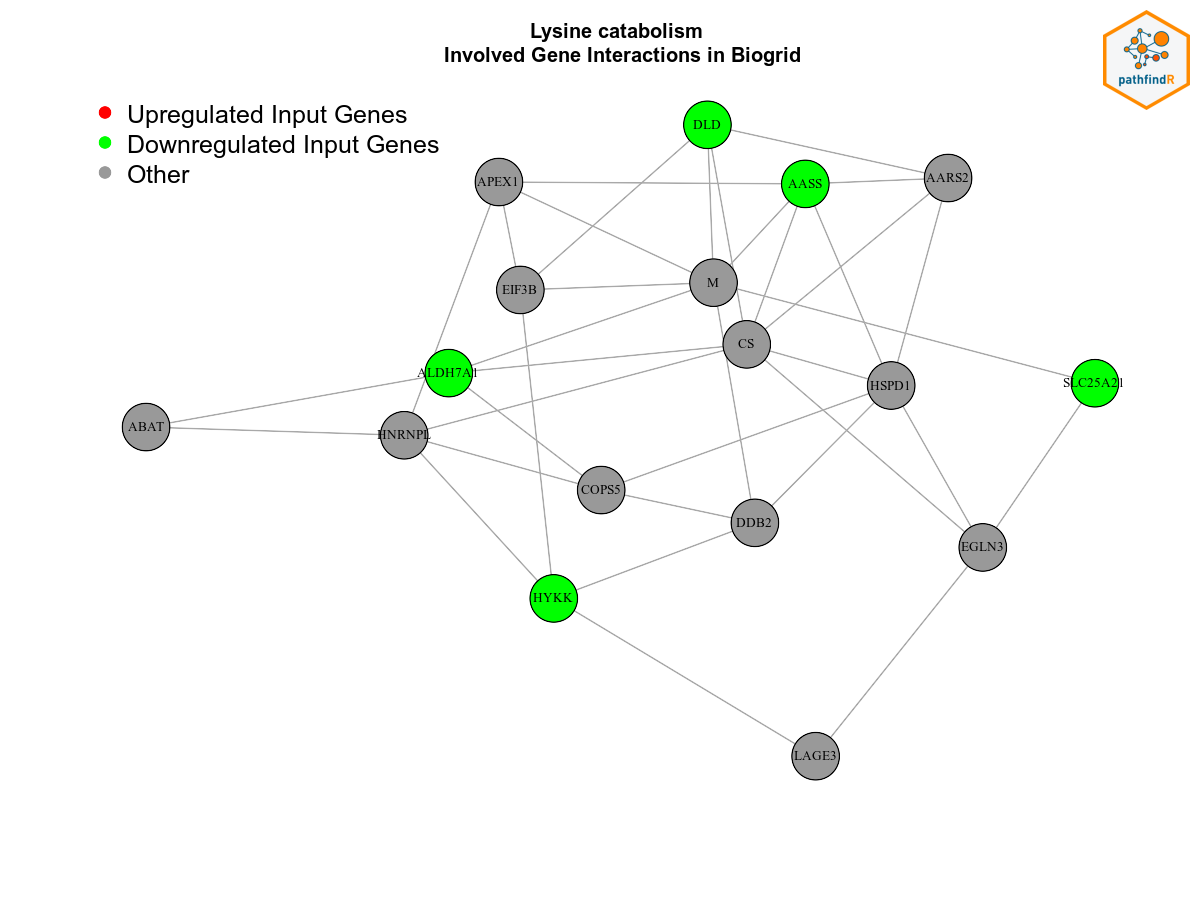 Lysine catabolism
Involved Gene Interactions in Biogrid
pathfindR
Upregulated Input Genes
Downregulated Input Genes
Other
DLD
APEX1
AASS
AARS2
EIF3B
M
CS
ALDH7A1
HSPD1
SLC25A21
ABAT
HNRNPL
COPS5
DDB2
EGLN3
HYKK
LAGE3